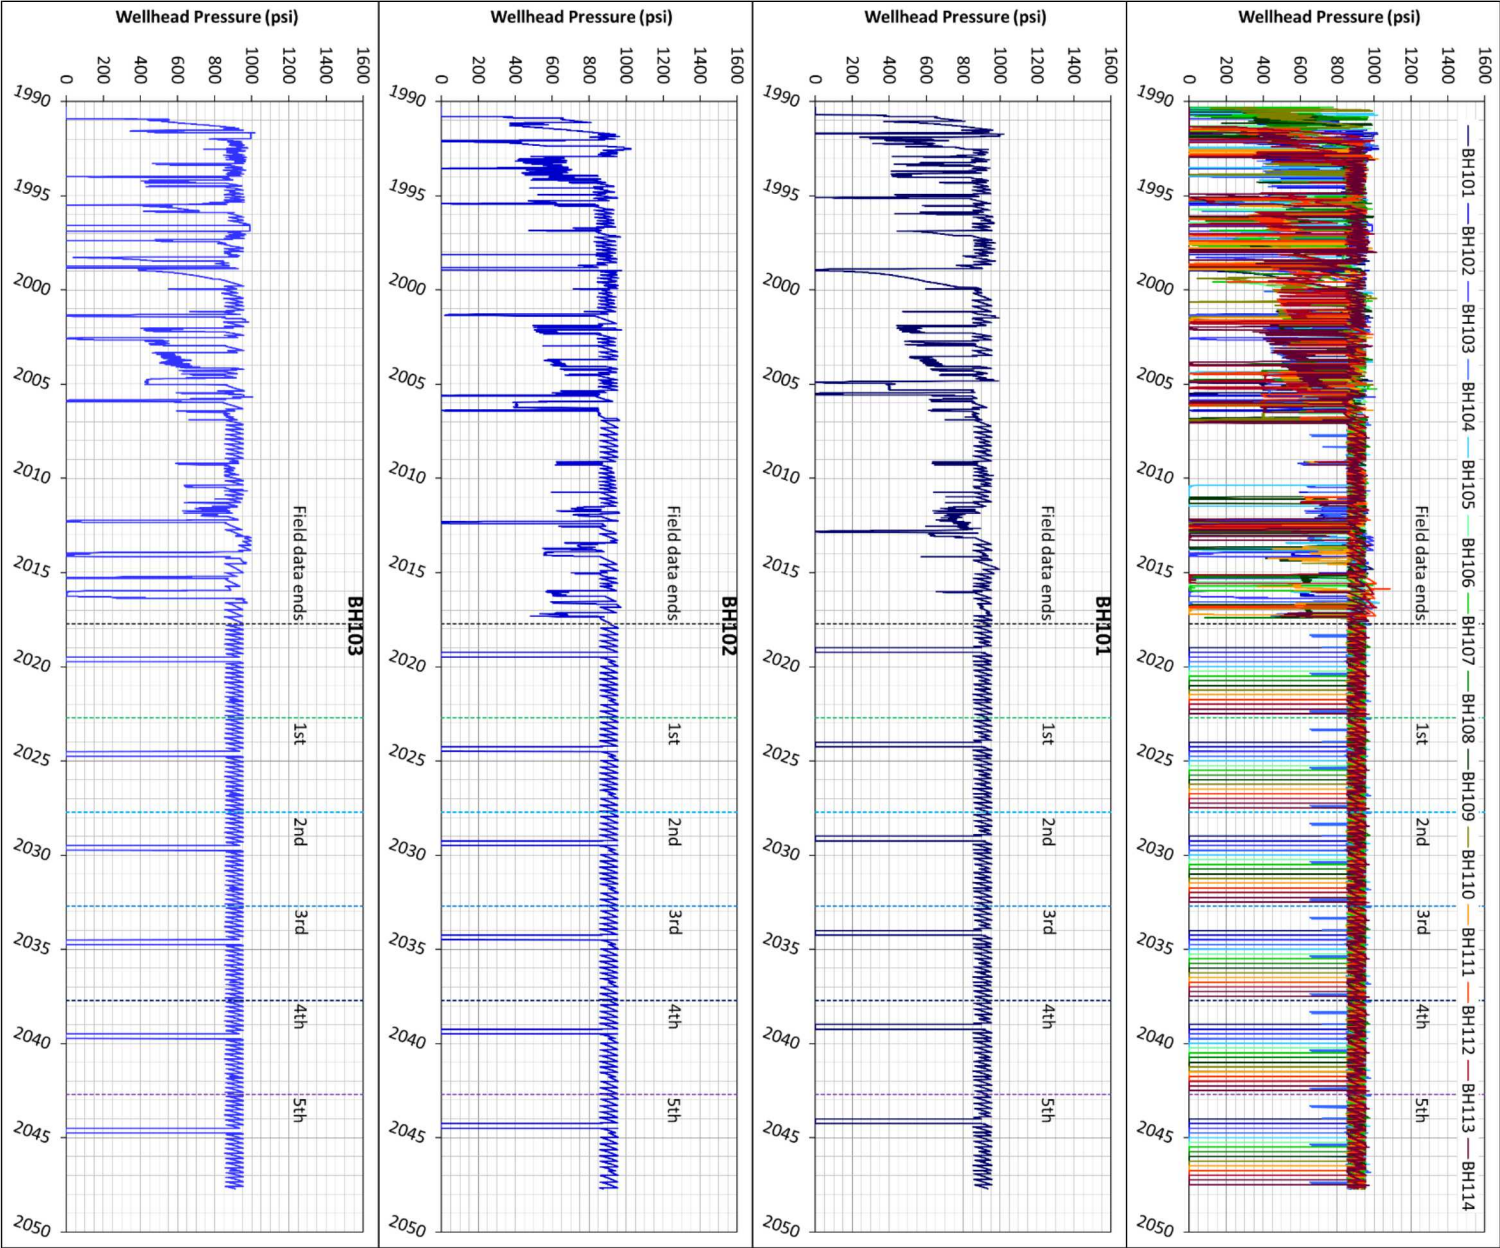 BH101 BH102 BH103 BH104 BH105 BH106 BH107 BH108 BH109 BH110 BH111 BH112 BH113 BH114
Wellhead Pressure (psi)
1600
1400
1200
1000
800
600
400
200
0
Field data ends
1st
2nd
3rd
4th
5th
1990 1995 2000 2005 2010 2015 2020 2025 2030 2035 2040 2045 2050
BH101
Wellhead Pressure (psi)
1600
1400
1200
1000
800
600
400
200
0
Field data ends
1st
2nd
3rd
4th
5th
1990 1995 2000 2005 2010 2015 2020 2025 2030 2035 2040 2045 2050
BH102
Wellhead Pressure (psi)
1600
1400
1200
1000
800
600
400
200
0
Field data ends
1st
2nd
3rd
4th
5th
1990 1995 2000 2005 2010 2015 2020 2025 2030 2035 2040 2045 2050
BH103
Wellhead Pressure (psi)
1600
1400
1200
1000
800
600
400
200
0
Field data ends
1st
2nd
3rd
4th
5th
1990 1995 2000 2005 2010 2015 2020 2025 2030 2035 2040 2045 2050